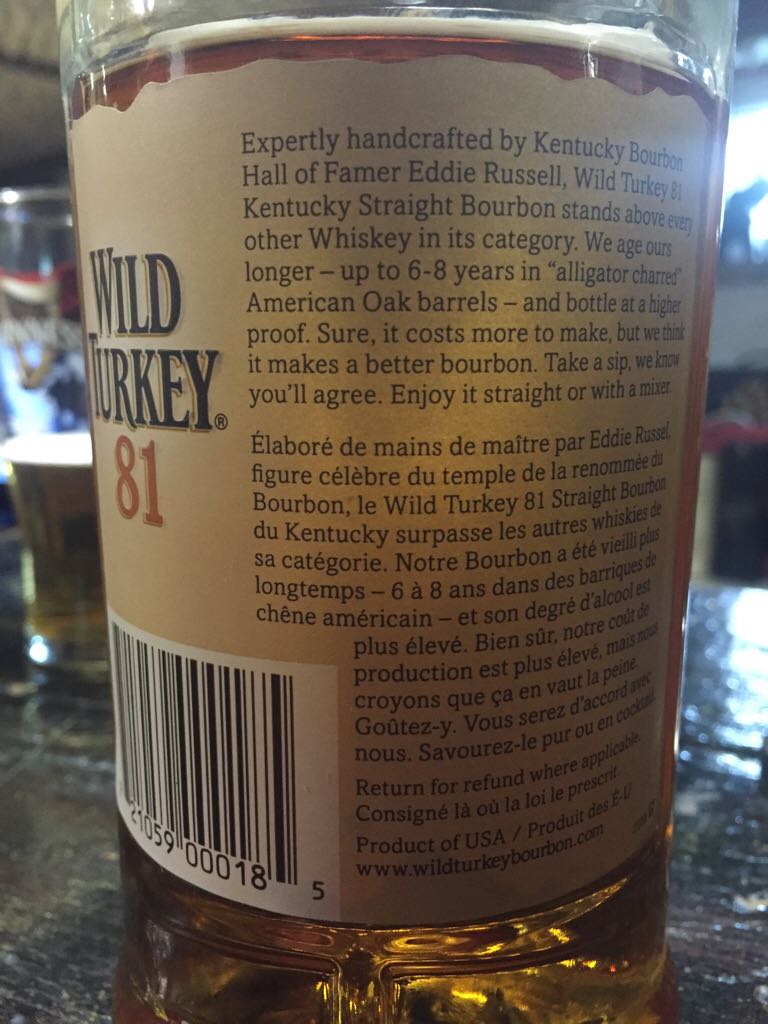 Expertly handcrafted by Kentucky Bourbon
Hall of Famer Eddie Russell, Wild Turkey 81
Kentucky Straight Bourbon stands above every
other Whiskey in its category. We age ours
longer – up to 6-8 years in "alligator charred"
American Oak barrels – and bottle at a higher
proof. Sure, it costs more to make, but we think
it makes a better bourbon. Take a sip, we know
you'll agree. Enjoy it straight or with a mixer.
WILD
TURKEY®
81
Élaboré de mains de maître par Eddie Russel,
figure célèbre du temple de la renommée du
Bourbon, le Wild Turkey 81 Straight Bourbon
du Kentucky surpasse les autres whiskies de
sa catégorie. Notre Bourbon a été vieilli plus
longtemps – 6 à 8 ans dans des barriques de
chêne américain – et son degré d'alcool est
plus élevé. Bien sûr, notre coût de
production est plus élevé, mais nous
croyons que ça en vaut la peine.
Goûtez-y. Vous serez d'accord avec
nous. Savourez-le pur ou en cocktail.
Return for refund where applicable.
Consigné là où la loi le prescrit.
Product of USA / Produit des É-U
www.wildturkeybourbon.com
21059 00018 5